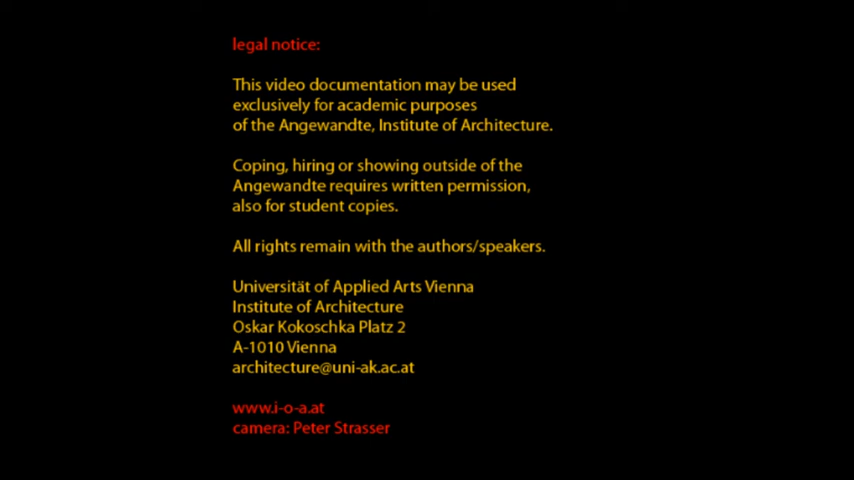 legal notice:
This video documentation may be used
exclusively for academic purposes
of the Angewandte, Institute of Architecture.
Coping, hiring or showing outside of the
Angewandte requires written permission,
also for student copies.
All rights remain with the authors/speakers.
Universität of Applied Arts Vienna
Institute of Architecture
Oskar Kokoschka Platz 2
A-1010 Vienna
architecture@uni-ak.ac.at
www.i-o-a.at
camera: Peter Strasser